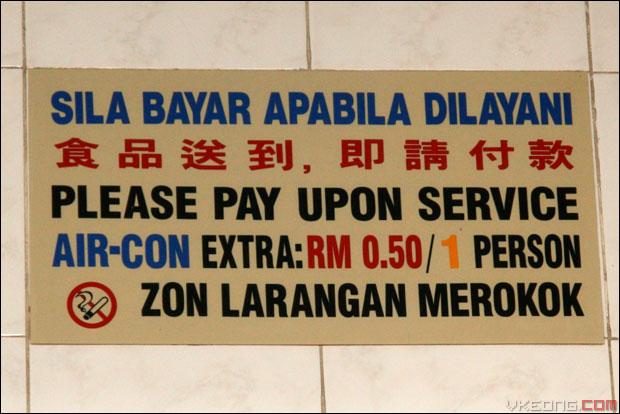 SILA BAYAR APABILA DILAYANI
食品送到，即請付款
PLEASE PAY UPON SERVICE
AIR-CON EXTRA: RM 0.50/1 PERSON
ZON LARANGAN MEROKOK
VKEONG.COM